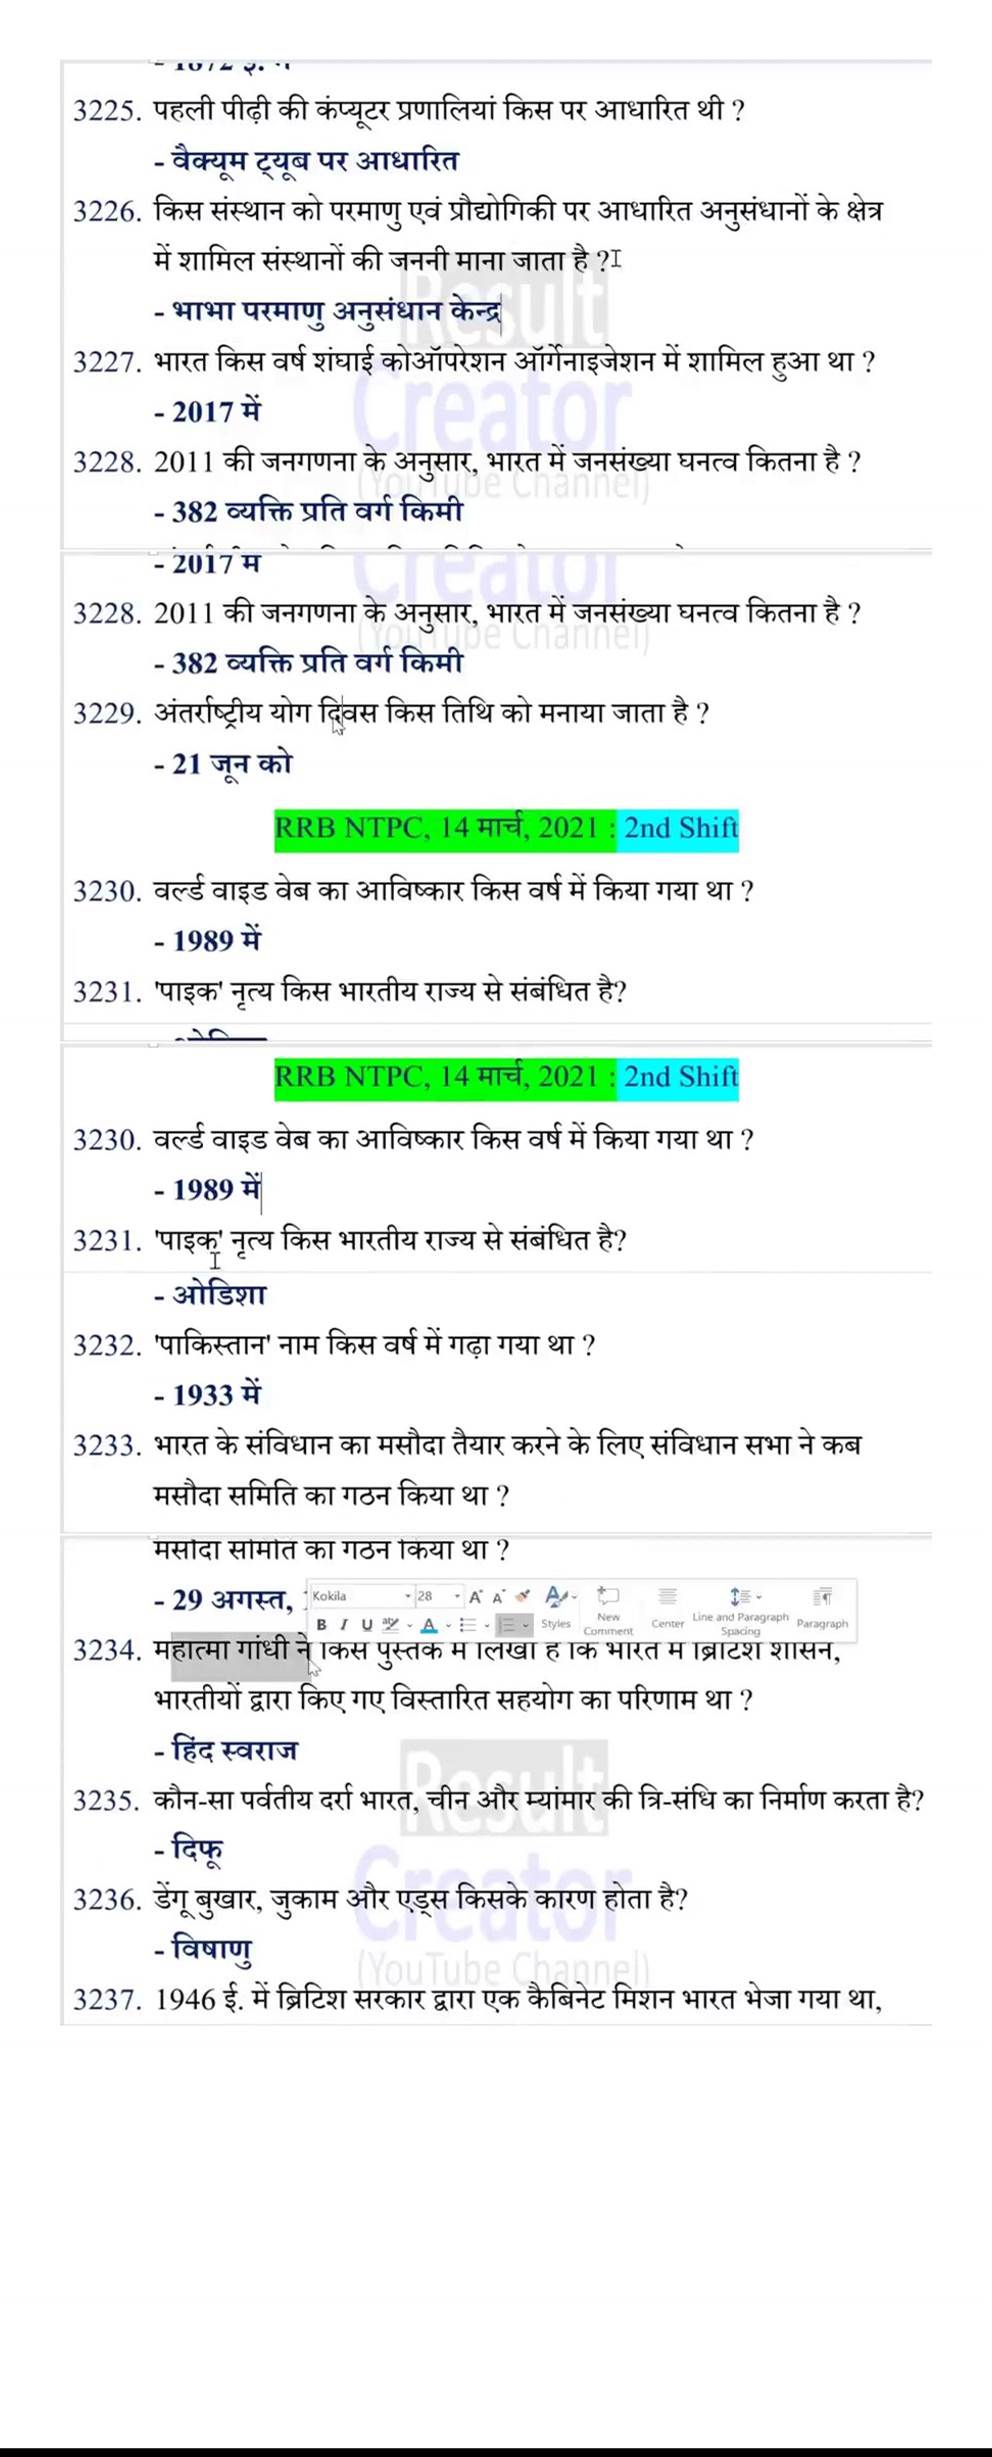 3225. पहली पीढ़ी की कंप्यूटर प्रणालियां किस पर आधारित थी ?
- वैक्यूम ट्यूब पर आधारित
3226. किस संस्थान को परमाणु एवं प्रौद्योगिकी पर आधारित अनुसंधानों के क्षेत्र
में शामिल संस्थानों की जननी माना जाता है ?
- भाभा परमाणु अनुसंधान केन्द्र
Result
3227. भारत किस वर्ष शंघाई कोऑपरेशन ऑर्गेनाइजेशन में शामिल हुआ था ?
- 2017 में
Creator
3228. 2011 की जनगणना के अनुसार, भारत में जनसंख्या घनत्व कितना है ?
(YouTube Channel)
- 382 व्यक्ति प्रति वर्ग किमी
- 2017 में
Creator
3228. 2011 की जनगणना के अनुसार, भारत में जनसंख्या घनत्व कितना है ?
(YouTube Channel)
- 382 व्यक्ति प्रति वर्ग किमी
3229. अंतर्राष्ट्रीय योग दिवस किस तिथि को मनाया जाता है ?
- 21 जून को
RRB NTPC, 14 मार्च, 2021 : 2nd Shift
3230. वर्ल्ड वाइड वेब का आविष्कार किस वर्ष में किया गया था ?
- 1989 में
3231. 'पाइक' नृत्य किस भारतीय राज्य से संबंधित है?
RRB NTPC, 14 मार्च, 2021 : 2nd Shift
3230. वर्ल्ड वाइड वेब का आविष्कार किस वर्ष में किया गया था ?
- 1989 में
3231. 'पाइक' नृत्य किस भारतीय राज्य से संबंधित है?
- ओडिशा
3232. 'पाकिस्तान' नाम किस वर्ष में गढ़ा गया था ?
- 1933 में
3233. भारत के संविधान का मसौदा तैयार करने के लिए संविधान सभा ने कब
मसौदा समिति का गठन किया था ?
मसौदा समिति का गठन किया था ?
- 29 अगस्त,
Kokila 28
B I U Styles New Comment Center Line and Paragraph Spacing Paragraph
3234. महात्मा गांधी ने किस पुस्तक में लिखा है कि भारत में ब्रिटिश शासन,
भारतीयों द्वारा किए गए विस्तारित सहयोग का परिणाम था ?
- हिंद स्वराज
Result
3235. कौन-सा पर्वतीय दर्रा भारत, चीन और म्यांमार की त्रि-संधि का निर्माण करता है?
- दिफू
Creator
3236. डेंगू बुखार, जुकाम और एड्स किसके कारण होता है?
- विषाणु
(YouTube Channel)
3237. 1946 ई. में ब्रिटिश सरकार द्वारा एक कैबिनेट मिशन भारत भेजा गया था,